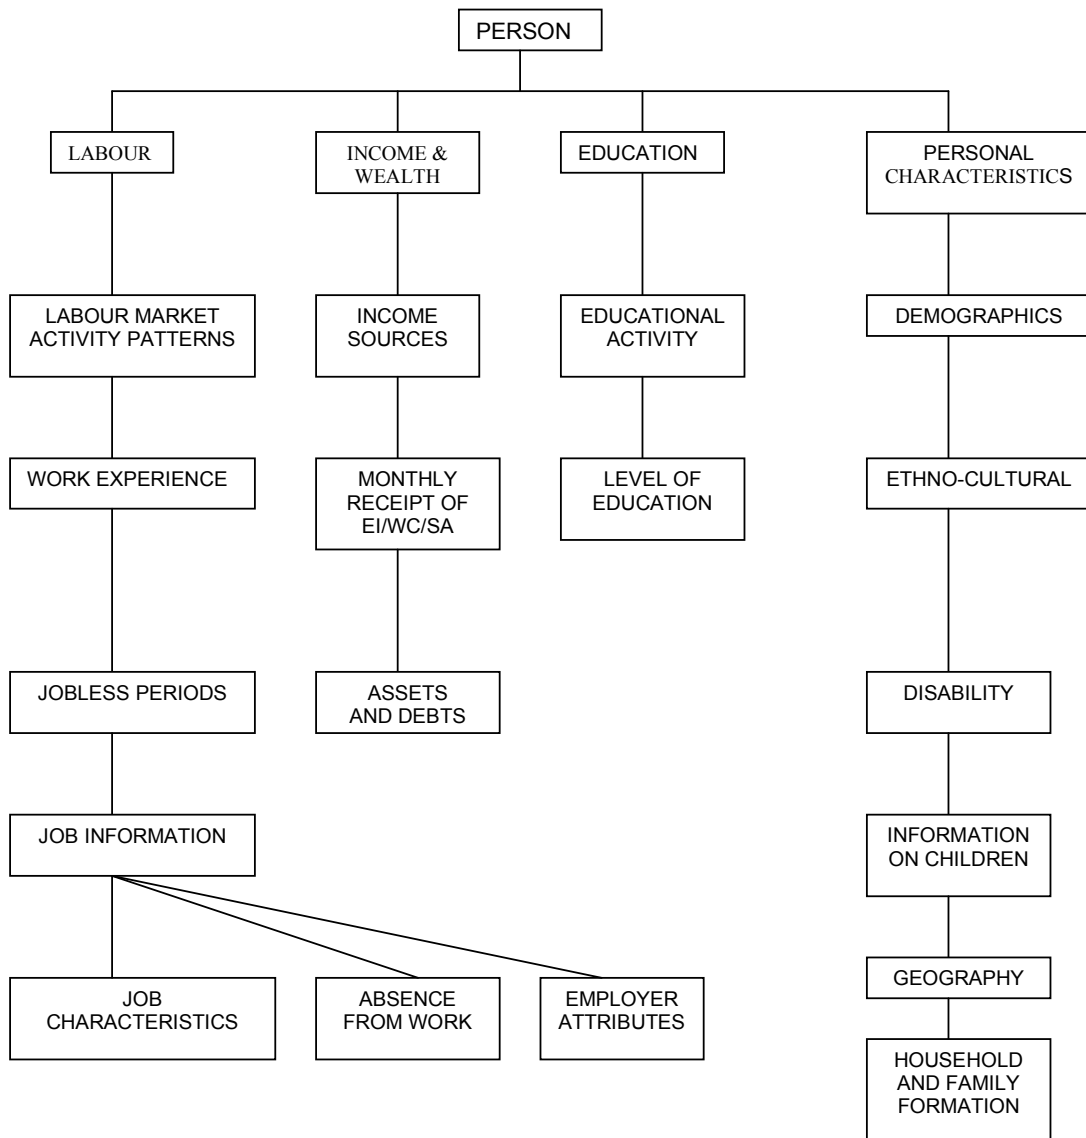 PERSON
LABOUR
INCOME &
WEALTH
EDUCATION
PERSONAL
CHARACTERISTICS
LABOUR MARKET
ACTIVITY PATTERNS
INCOME
SOURCES
EDUCATIONAL
ACTIVITY
DEMOGRAPHICS
WORK EXPERIENCE
MONTHLY
RECEIPT OF
EI/WC/SA
LEVEL OF
EDUCATION
ETHNO-CULTURAL
JOBLESS PERIODS
ASSETS
AND DEBTS
DISABILITY
JOB INFORMATION
INFORMATION
ON CHILDREN
JOB
CHARACTERISTICS
ABSENCE
FROM WORK
EMPLOYER
ATTRIBUTES
GEOGRAPHY
HOUSEHOLD
AND FAMILY
FORMATION